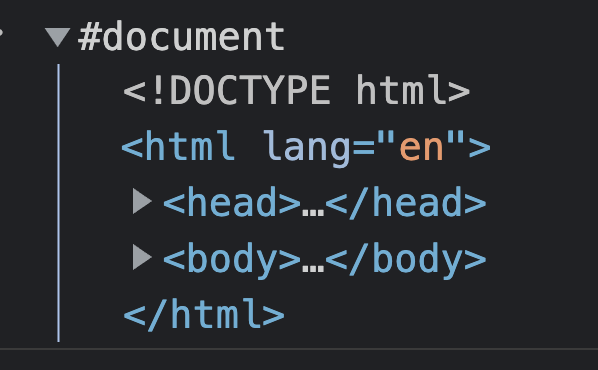 #document
<!DOCTYPE html>
<html lang="en">
<head>…</head>
<body>…</body>
</html>